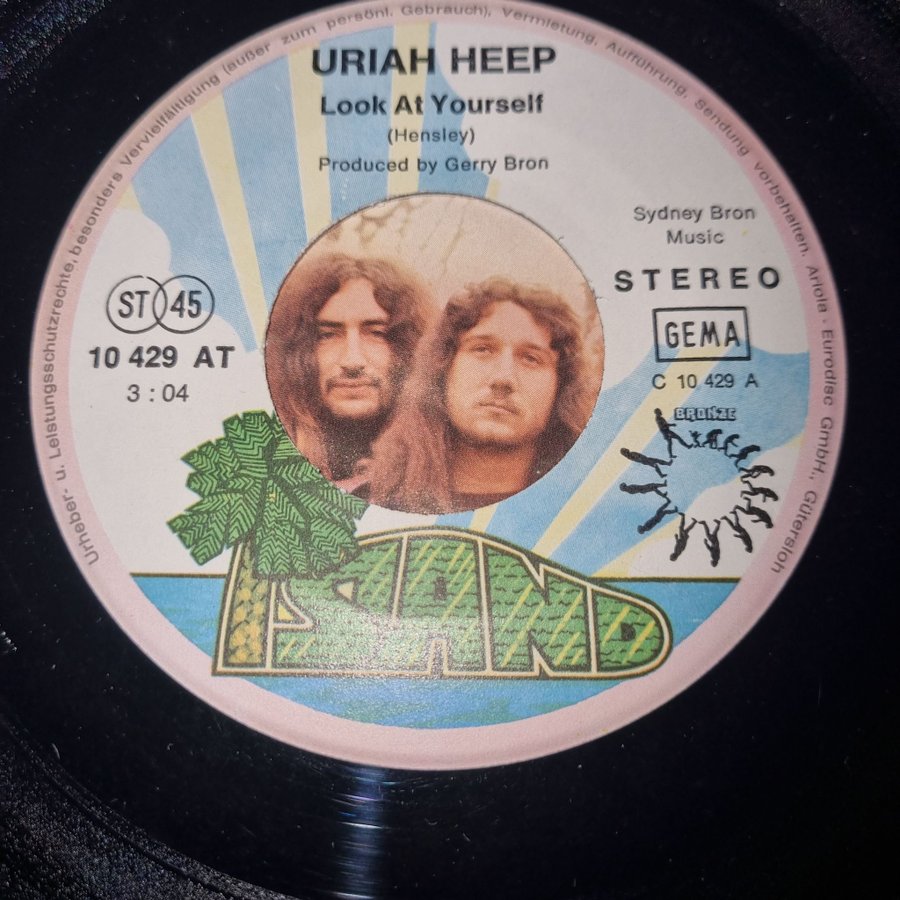 Urheber- u. Leistungsschutzrechte, besonders Vervielfältigung (außer zum persönl. Gebrauch), Vermietung, Aufführung, Sendung vorbehalten. Ariola · Eurodisc GmbH., Gütersloh
URIAH HEEP
Look At Yourself
(Hensley)
Produced by Gerry Bron
Sydney Bron
Music
STEREO
GEMA
C 10 429 A
BRONZE
ST 45
10 429 AT
3 : 04
ISLAND